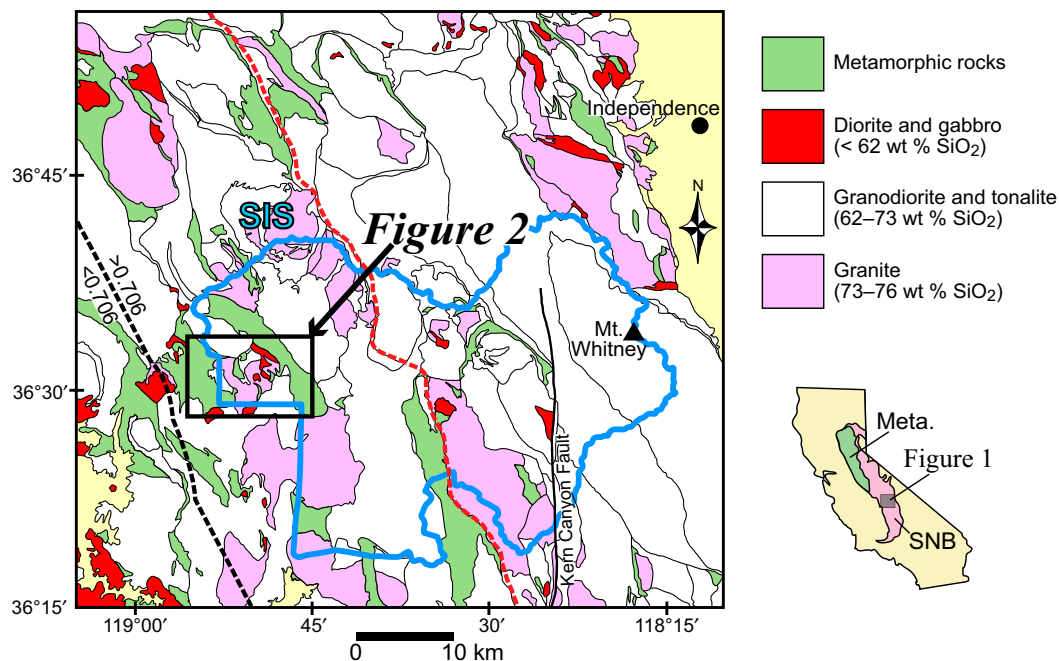 Independence
36°45′
N
SIS
Figure 2
>0.706
<0.706
Mt.
Whitney
36°30′
Kern Canyon Fault
36°15′
119°00′
45′
30′
118°15′
0
10 km
Metamorphic rocks
Diorite and gabbro
(< 62 wt % SiO₂)
Granodiorite and tonalite
(62–73 wt % SiO₂)
Granite
(73–76 wt % SiO₂)
Meta.
Figure 1
SNB